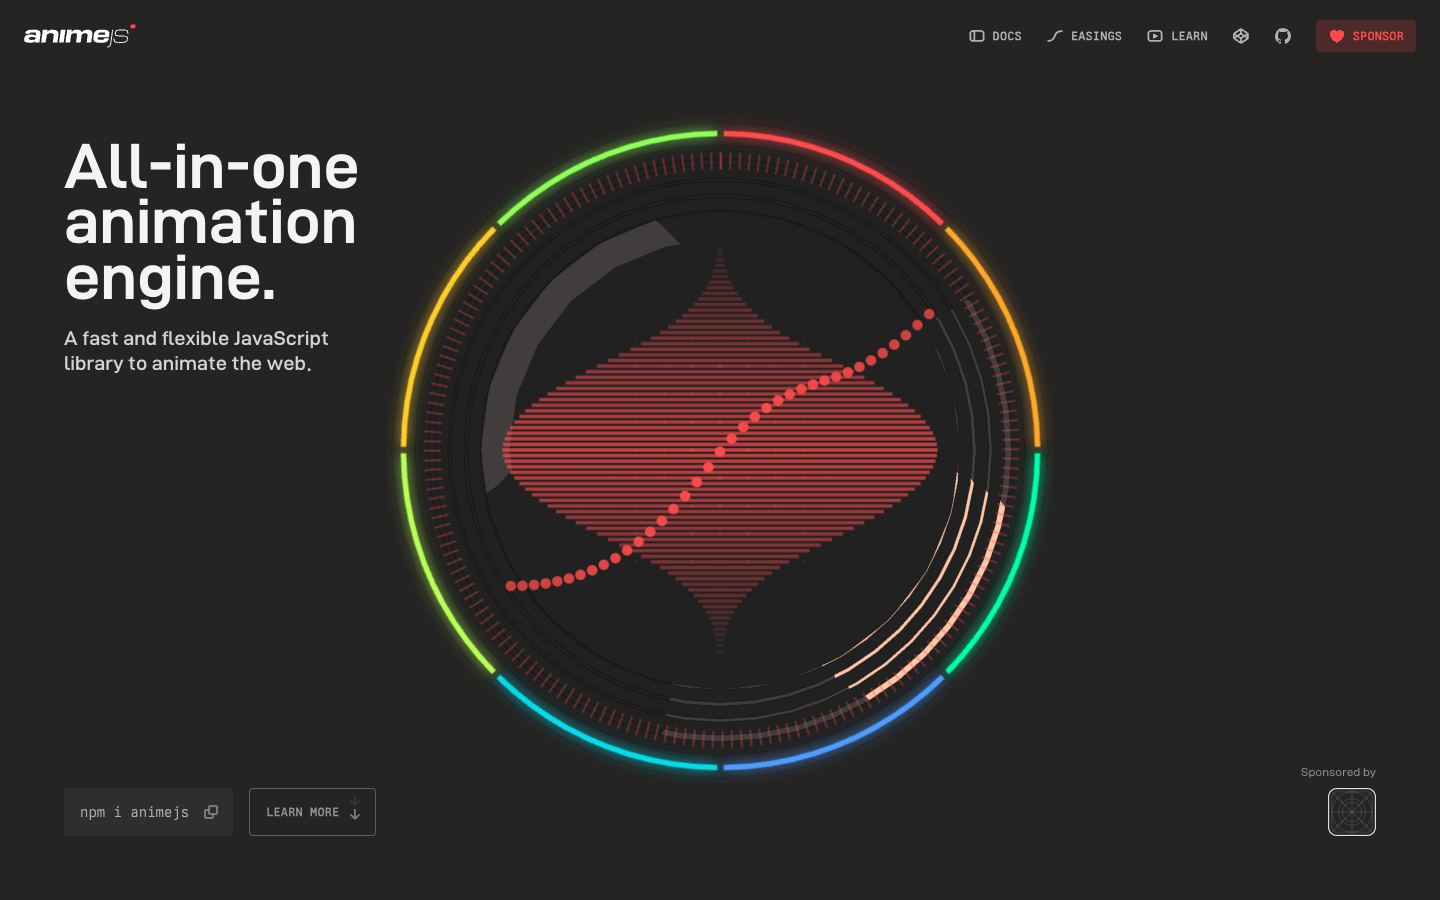 animejs
DOCS
EASINGS
LEARN
SPONSOR
All-in-one
animation
engine.
A fast and flexible JavaScript
library to animate the web.
npm i animejs
LEARN MORE
Sponsored by